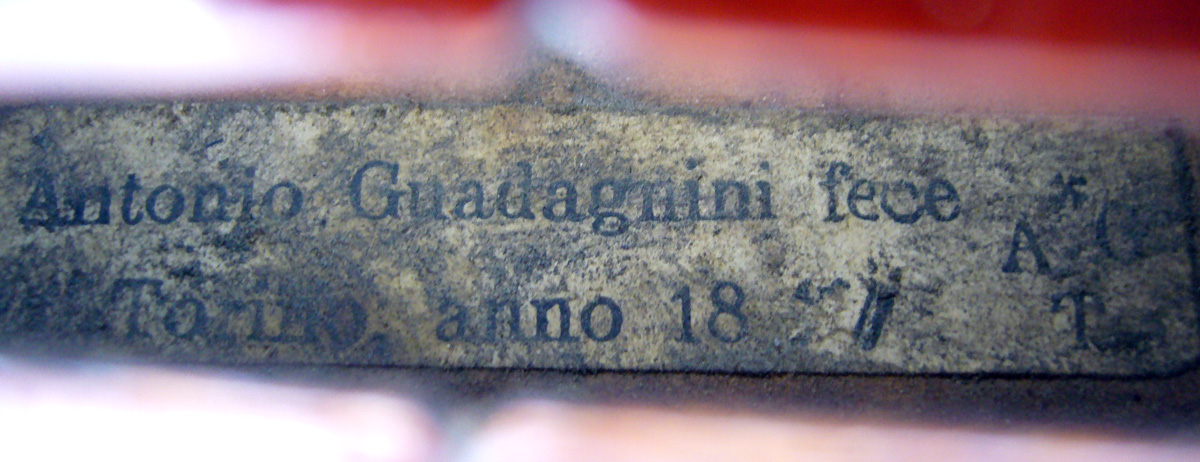 Antonio Guadagnini fece
Torino, anno 18
A
T